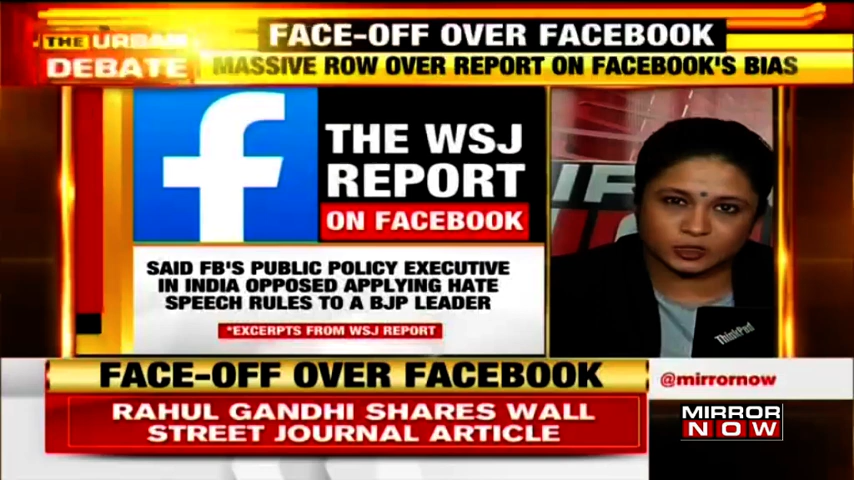 THE URBAN
DEBATE
FACE-OFF OVER FACEBOOK
MASSIVE ROW OVER REPORT ON FACEBOOK'S BIAS
f
THE WSJ
REPORT
ON FACEBOOK
SAID FB'S PUBLIC POLICY EXECUTIVE
IN INDIA OPPOSED APPLYING HATE
SPEECH RULES TO A BJP LEADER
*EXCERPTS FROM WSJ REPORT
ThinkPad
FACE-OFF OVER FACEBOOK
@mirrornow
RAHUL GANDHI SHARES WALL
STREET JOURNAL ARTICLE
MIRROR
NOW